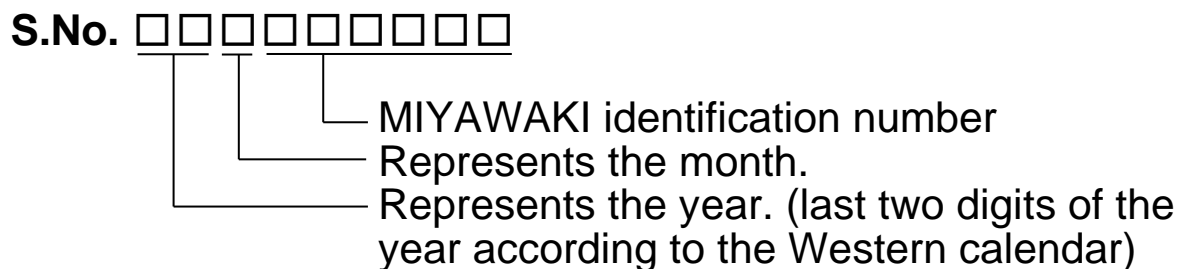 S.No. □□□□□□□□□
MIYAWAKI identification number
Represents the month.
Represents the year. (last two digits of the
year according to the Western calendar)